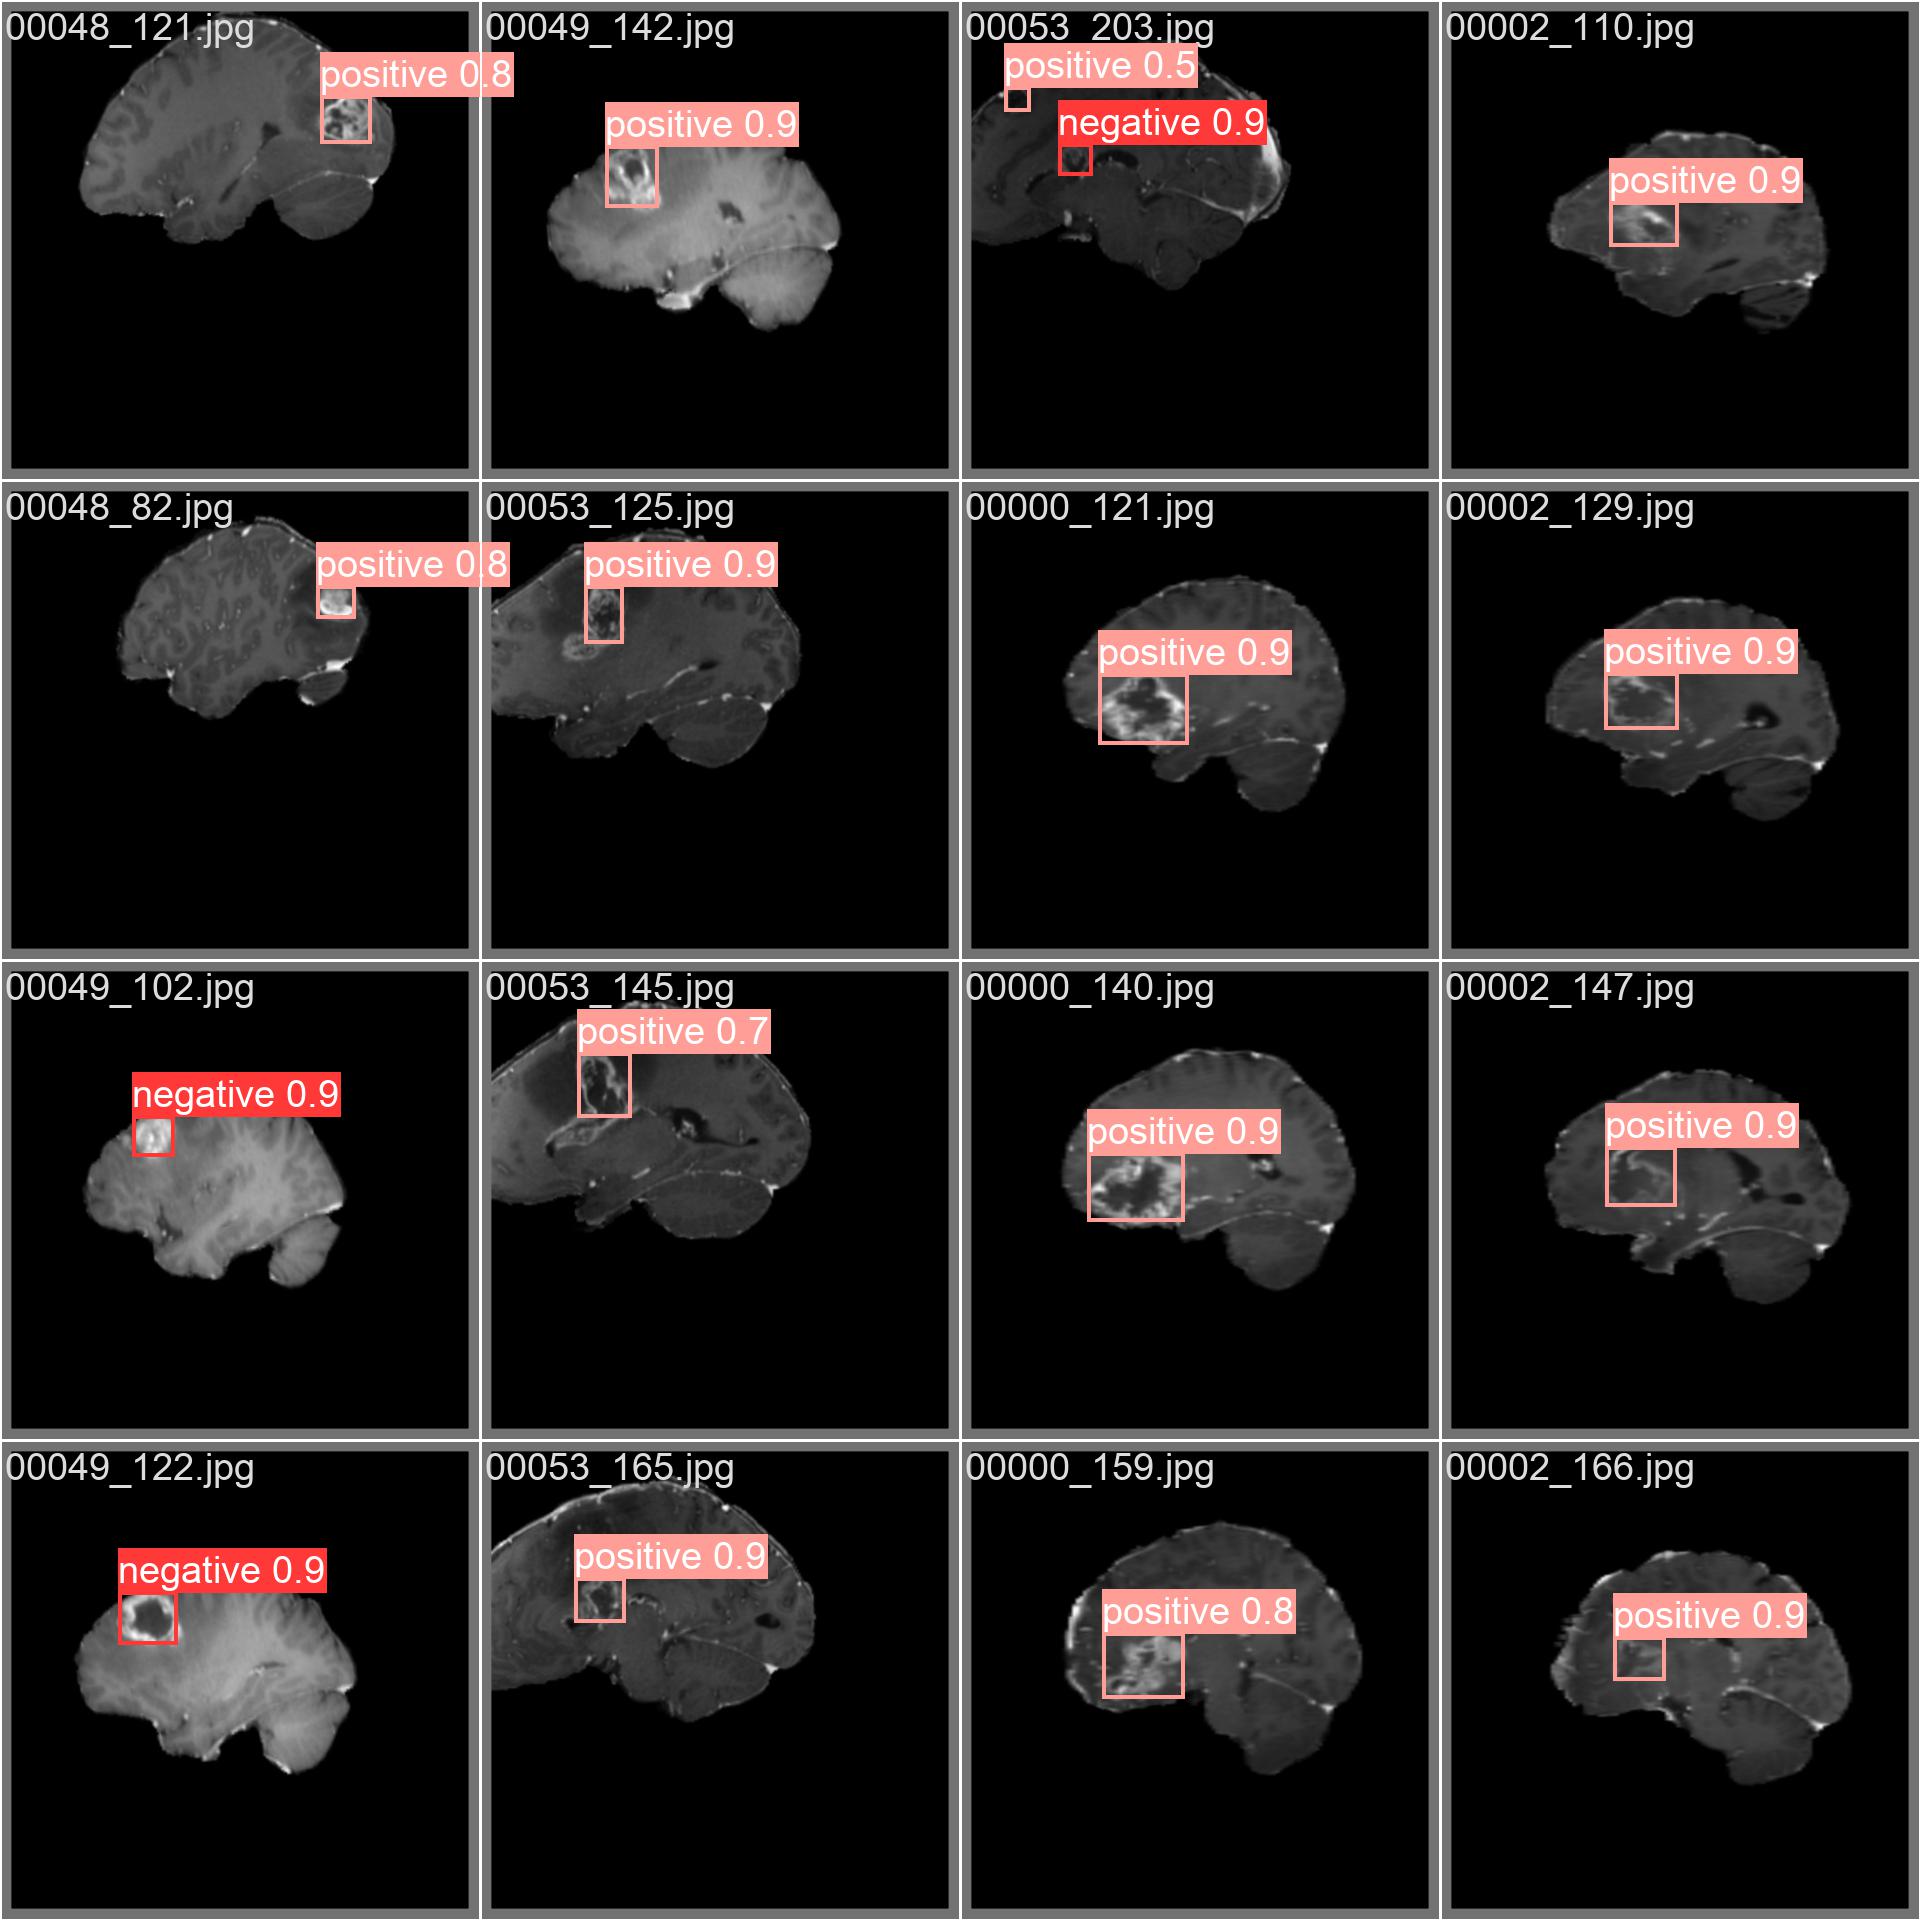 00048_121.jpg
positive 0.8
00049_142.jpg
positive 0.9
00053_203.jpg
positive 0.5
negative 0.9
00002_110.jpg
positive 0.9
00048_82.jpg
positive 0.8
00053_125.jpg
positive 0.9
00000_121.jpg
positive 0.9
00002_129.jpg
positive 0.9
00049_102.jpg
negative 0.9
00053_145.jpg
positive 0.7
00000_140.jpg
positive 0.9
00002_147.jpg
positive 0.9
00049_122.jpg
negative 0.9
00053_165.jpg
positive 0.9
00000_159.jpg
positive 0.8
00002_166.jpg
positive 0.9